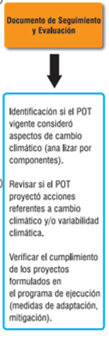 Documento de Seguimiento
y Evaluación
Identificación si el POT
vigente consideró
aspectos de cambio
climático (ana lizar por
componentes).
Revisar si el POT
proyectó acciones
referentes a cambio
climático y/o variabilidad
climática.
Verificar el cumplimiento
de los proyectos
formulados en
el programa de ejecución
(medidas de adaptación,
mitigación).